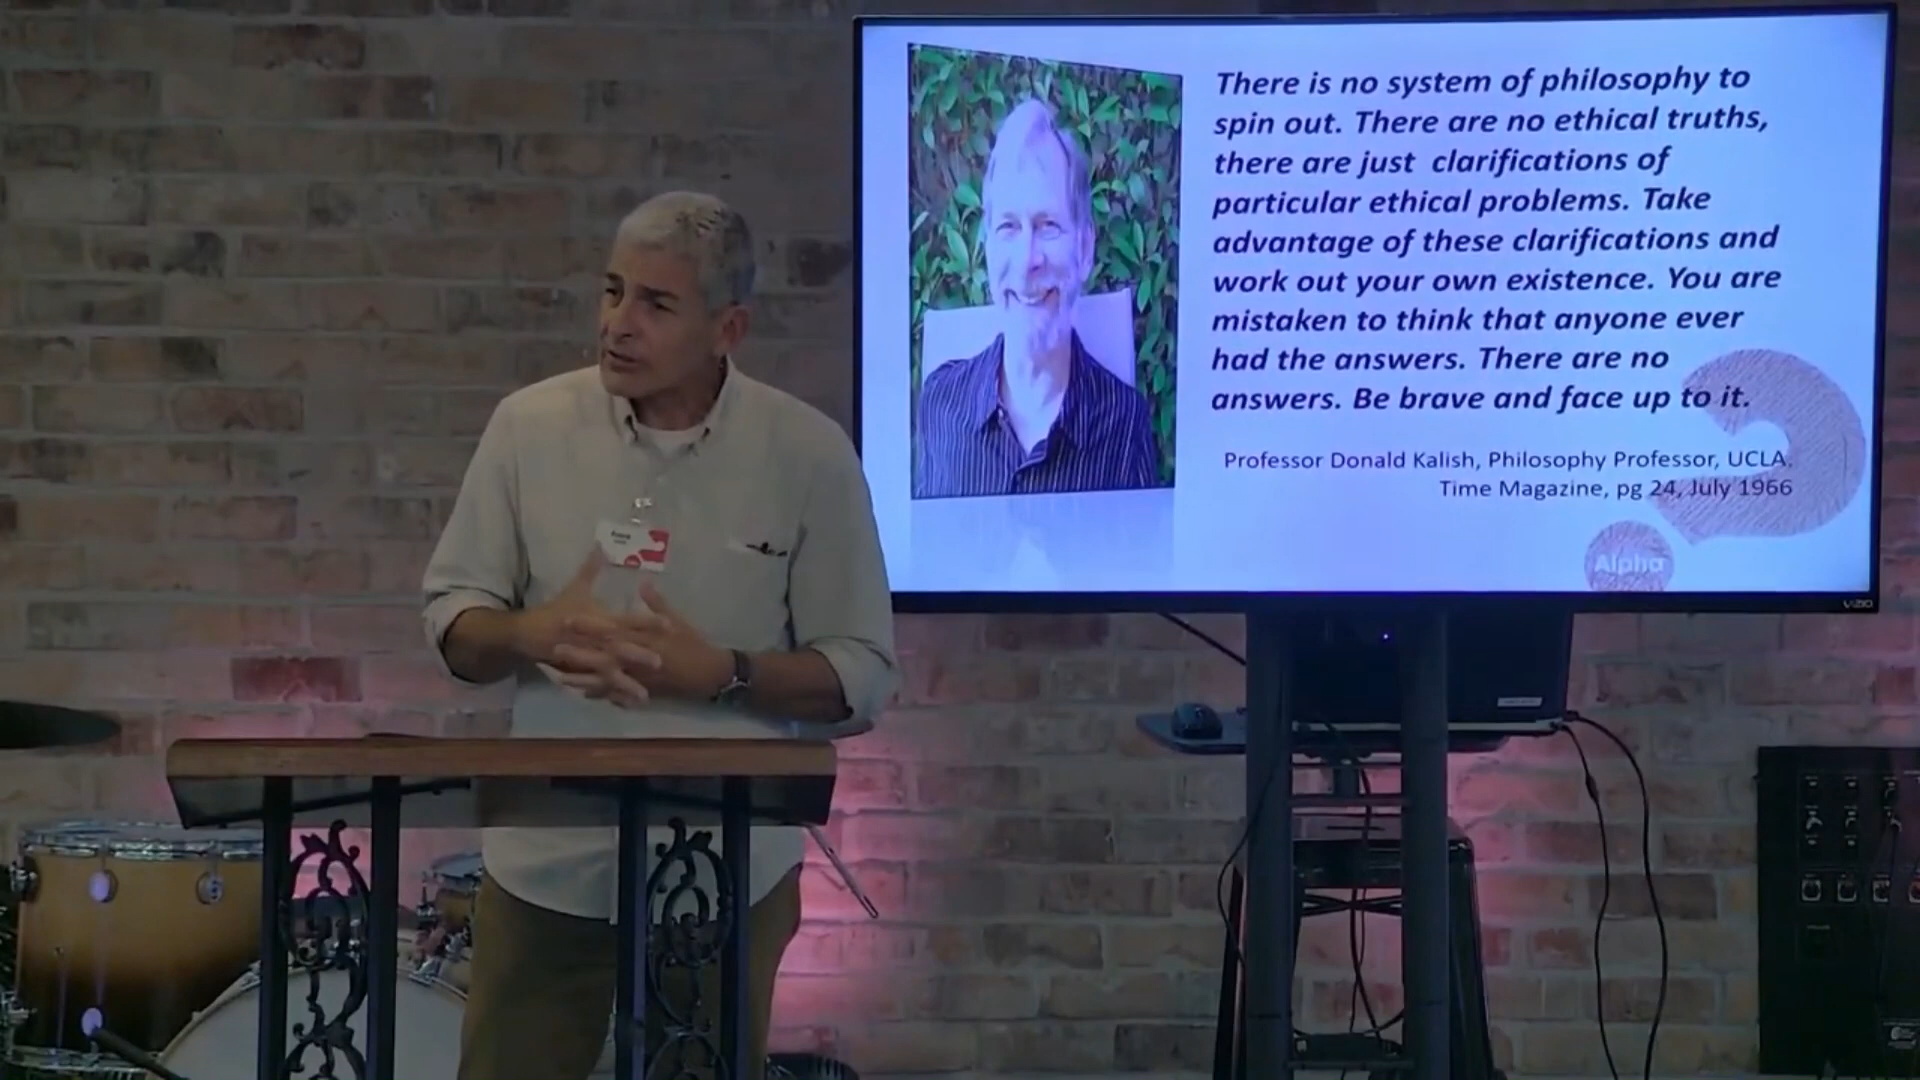 There is no system of philosophy to
spin out. There are no ethical truths,
there are just clarifications of
particular ethical problems. Take
advantage of these clarifications and
work out your own existence. You are
mistaken to think that anyone ever
had the answers. There are no
answers. Be brave and face up to it.
Professor Donald Kalish, Philosophy Professor, UCLA.
Time Magazine, pg 24, July 1966
Alpha
VIZIO